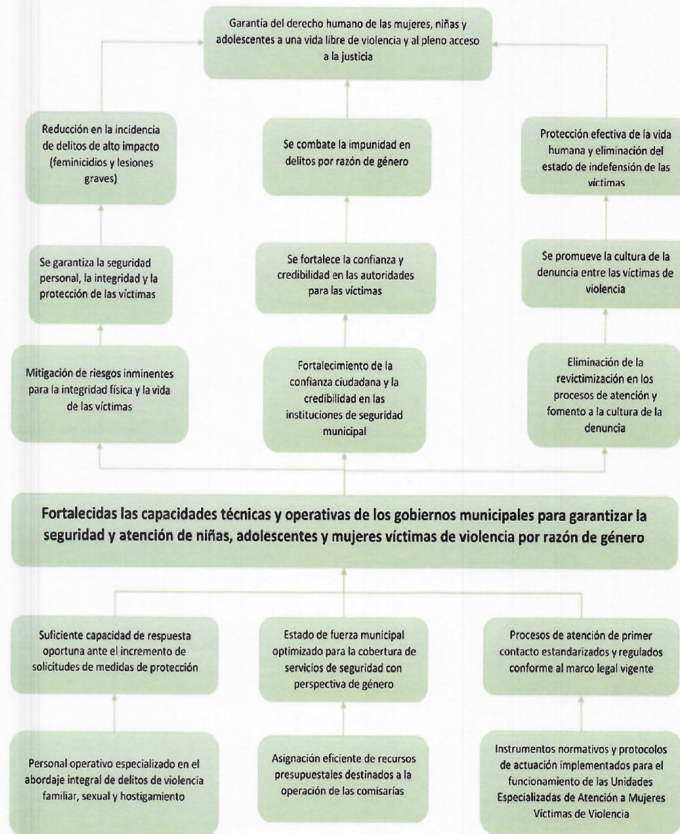 Garantía del derecho humano de las mujeres, niñas y
adolescentes a una vida libre de violencia y al pleno acceso
a la justicia
Reducción en la incidencia
de delitos de alto impacto
(feminicidios y lesiones
graves)
Se combate la impunidad en
delitos por razón de género
Protección efectiva de la vida
humana y eliminación del
estado de indefensión de las
víctimas
Se garantiza la seguridad
personal, la integridad y la
protección de las víctimas
Se fortalece la confianza y
credibilidad en las autoridades
para las víctimas
Se promueve la cultura de la
denuncia entre las víctimas de
violencia
Mitigación de riesgos inminentes
para la integridad física y la vida
de las víctimas
Fortalecimiento de la
confianza ciudadana y la
credibilidad en las
instituciones de seguridad
municipal
Eliminación de la
revictimización en los
procesos de atención y
fomento a la cultura de la
denuncia
Fortalecidas las capacidades técnicas y operativas de los gobiernos municipales para garantizar la
seguridad y atención de niñas, adolescentes y mujeres víctimas de violencia por razón de género
Suficiente capacidad de respuesta
oportuna ante el incremento de
solicitudes de medidas de protección
Estado de fuerza municipal
optimizado para la cobertura de
servicios de seguridad con
perspectiva de género
Procesos de atención de primer
contacto estandarizados y regulados
conforme al marco legal vigente
Personal operativo especializado en el
abordaje integral de delitos de violencia
familiar, sexual y hostigamiento
Asignación eficiente de recursos
presupuestales destinados a la
operación de las comisarías
Instrumentos normativos y protocolos
de actuación implementados para el
funcionamiento de las Unidades
Especializadas de Atención a Mujeres
Víctimas de Violencia